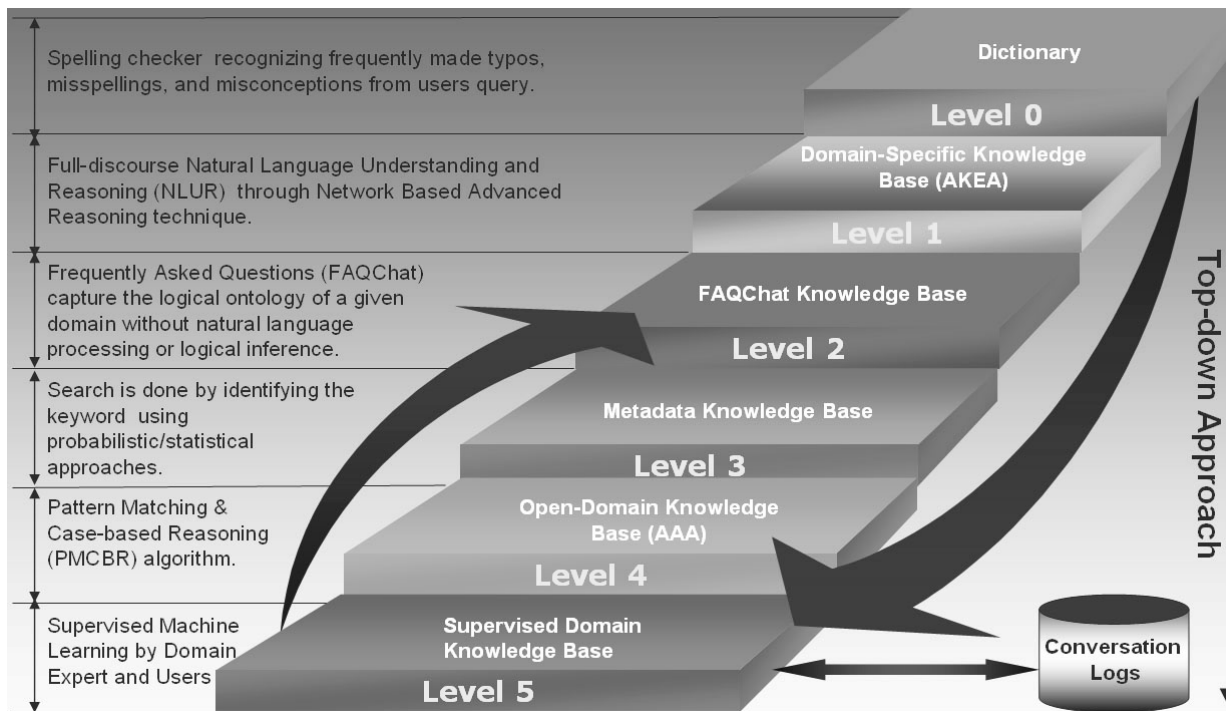 Spelling checker recognizing frequently made typos,
misspellings, and misconceptions from users query.
Dictionary
Level 0
Full-discourse Natural Language Understanding and
Reasoning (NLUR) through Network Based Advanced
Reasoning technique.
Domain-Specific Knowledge
Base (AKEA)
Level 1
Frequently Asked Questions (FAQChat)
capture the logical ontology of a given
domain without natural language
processing or logical inference.
FAQChat Knowledge Base
Level 2
Search is done by identifying the
keyword using
probabilistic/statistical
approaches.
Metadata Knowledge Base
Level 3
Pattern Matching &
Case-based Reasoning
(PMCBR) algorithm.
Open-Domain Knowledge
Base (AAA)
Level 4
Supervised Machine
Learning by Domain
Expert and Users
Supervised Domain
Knowledge Base
Level 5
Conversation
Logs
Top-down Approach